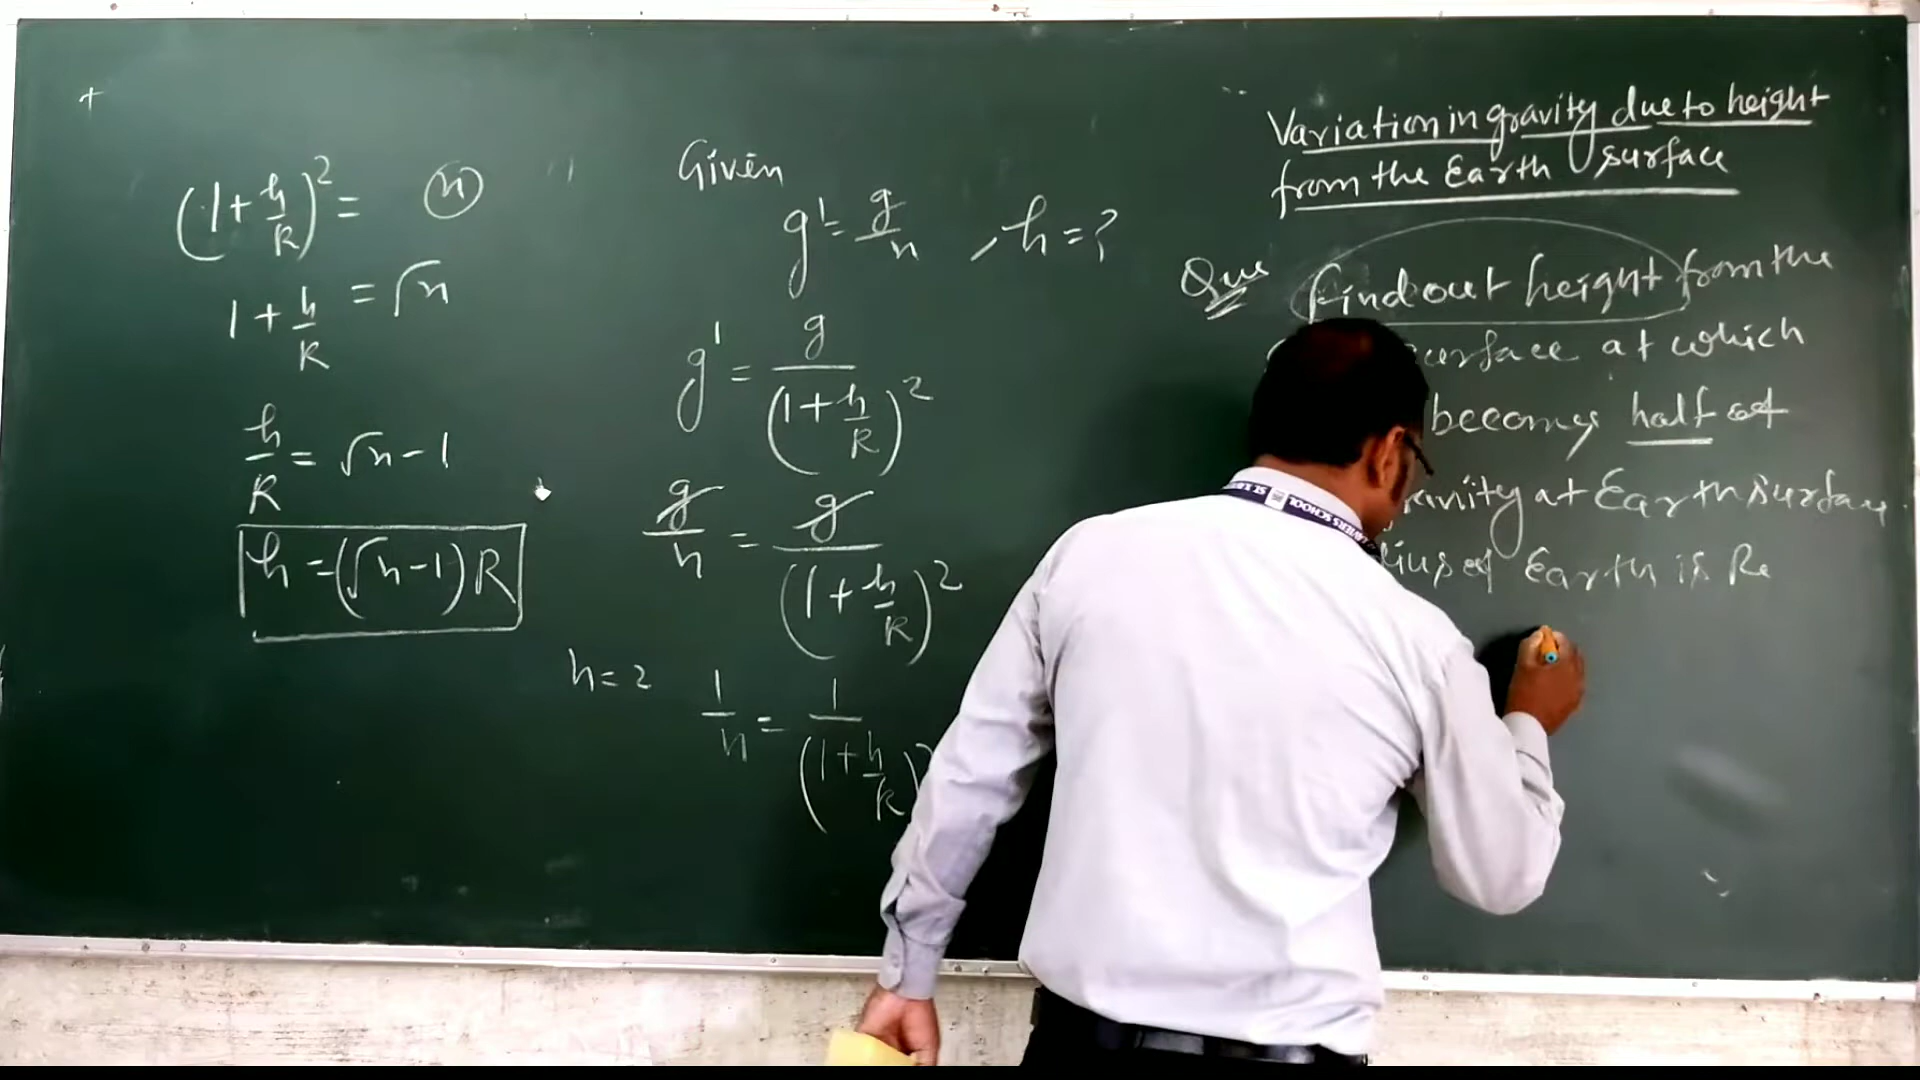 (1+h/R)² = n
1+h/R = √n
h/R = √n-1
h = (√n-1)R
Given
g' = g/n , h = ?
g' = g/(1+h/R)²
g/n = g/(1+h/R)²
n = 2
1/n = 1/(1+h/R)
Variation in gravity due to height
from the Earth surface
Que Find out height from the
surface at which
becomes half of
gravity at Earth surface
Earth is Re
SCHOOL